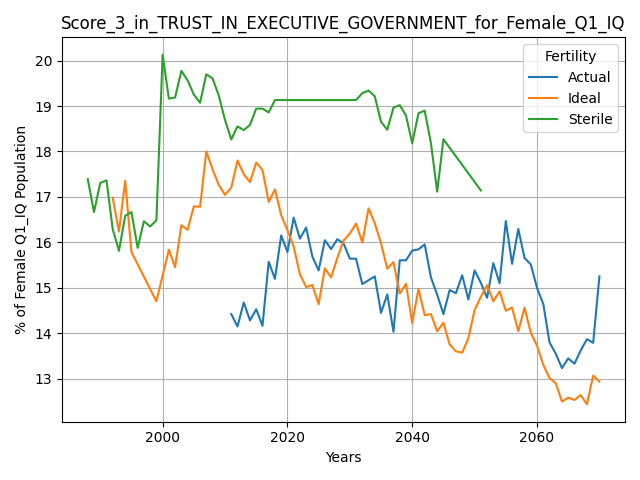 Score_3_in_TRUST_IN_EXECUTIVE_GOVERNMENT_for_Female_Q1_IQ
Fertility
Actual
Ideal
Sterile
% of Female Q1_IQ Population
20
19
18
17
16
15
14
13
2000
2020
2040
2060
Years